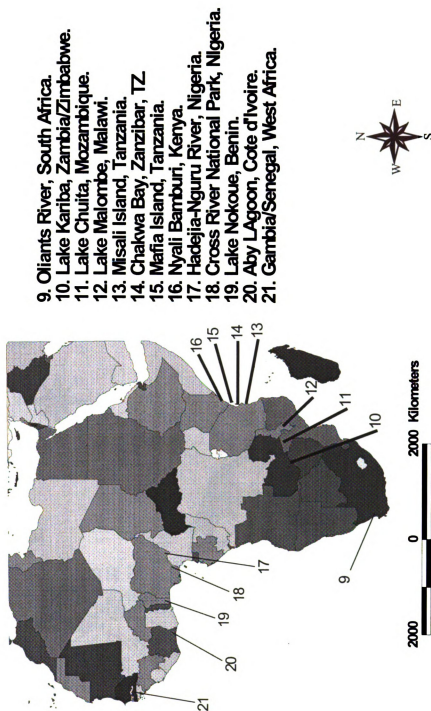 9. Oliants River, South Africa.
10. Lake Kariba, Zambia/Zimbabwe.
11. Lake Chuita, Mozambique.
12. Lake Malombe, Malawi.
13. Misali Island, Tanzania.
14. Chakwa Bay, Zanzibar, TZ.
15. Mafia Island, Tanzania.
16. Nyali Bamburi, Kenya.
17. Hadejia-Nguru River, Nigeria.
18. Cross River National Park, NIgeria.
19. Lake Nokoue, Benin.
20. Aby LAgoon, Cote d'Ivoire.
21. Gambia/Senegal, West Africa.
N
W
E
S
16
15
14
13
12
11
10
9
17
18
19
20
21
2000
0
2000 Kilometers